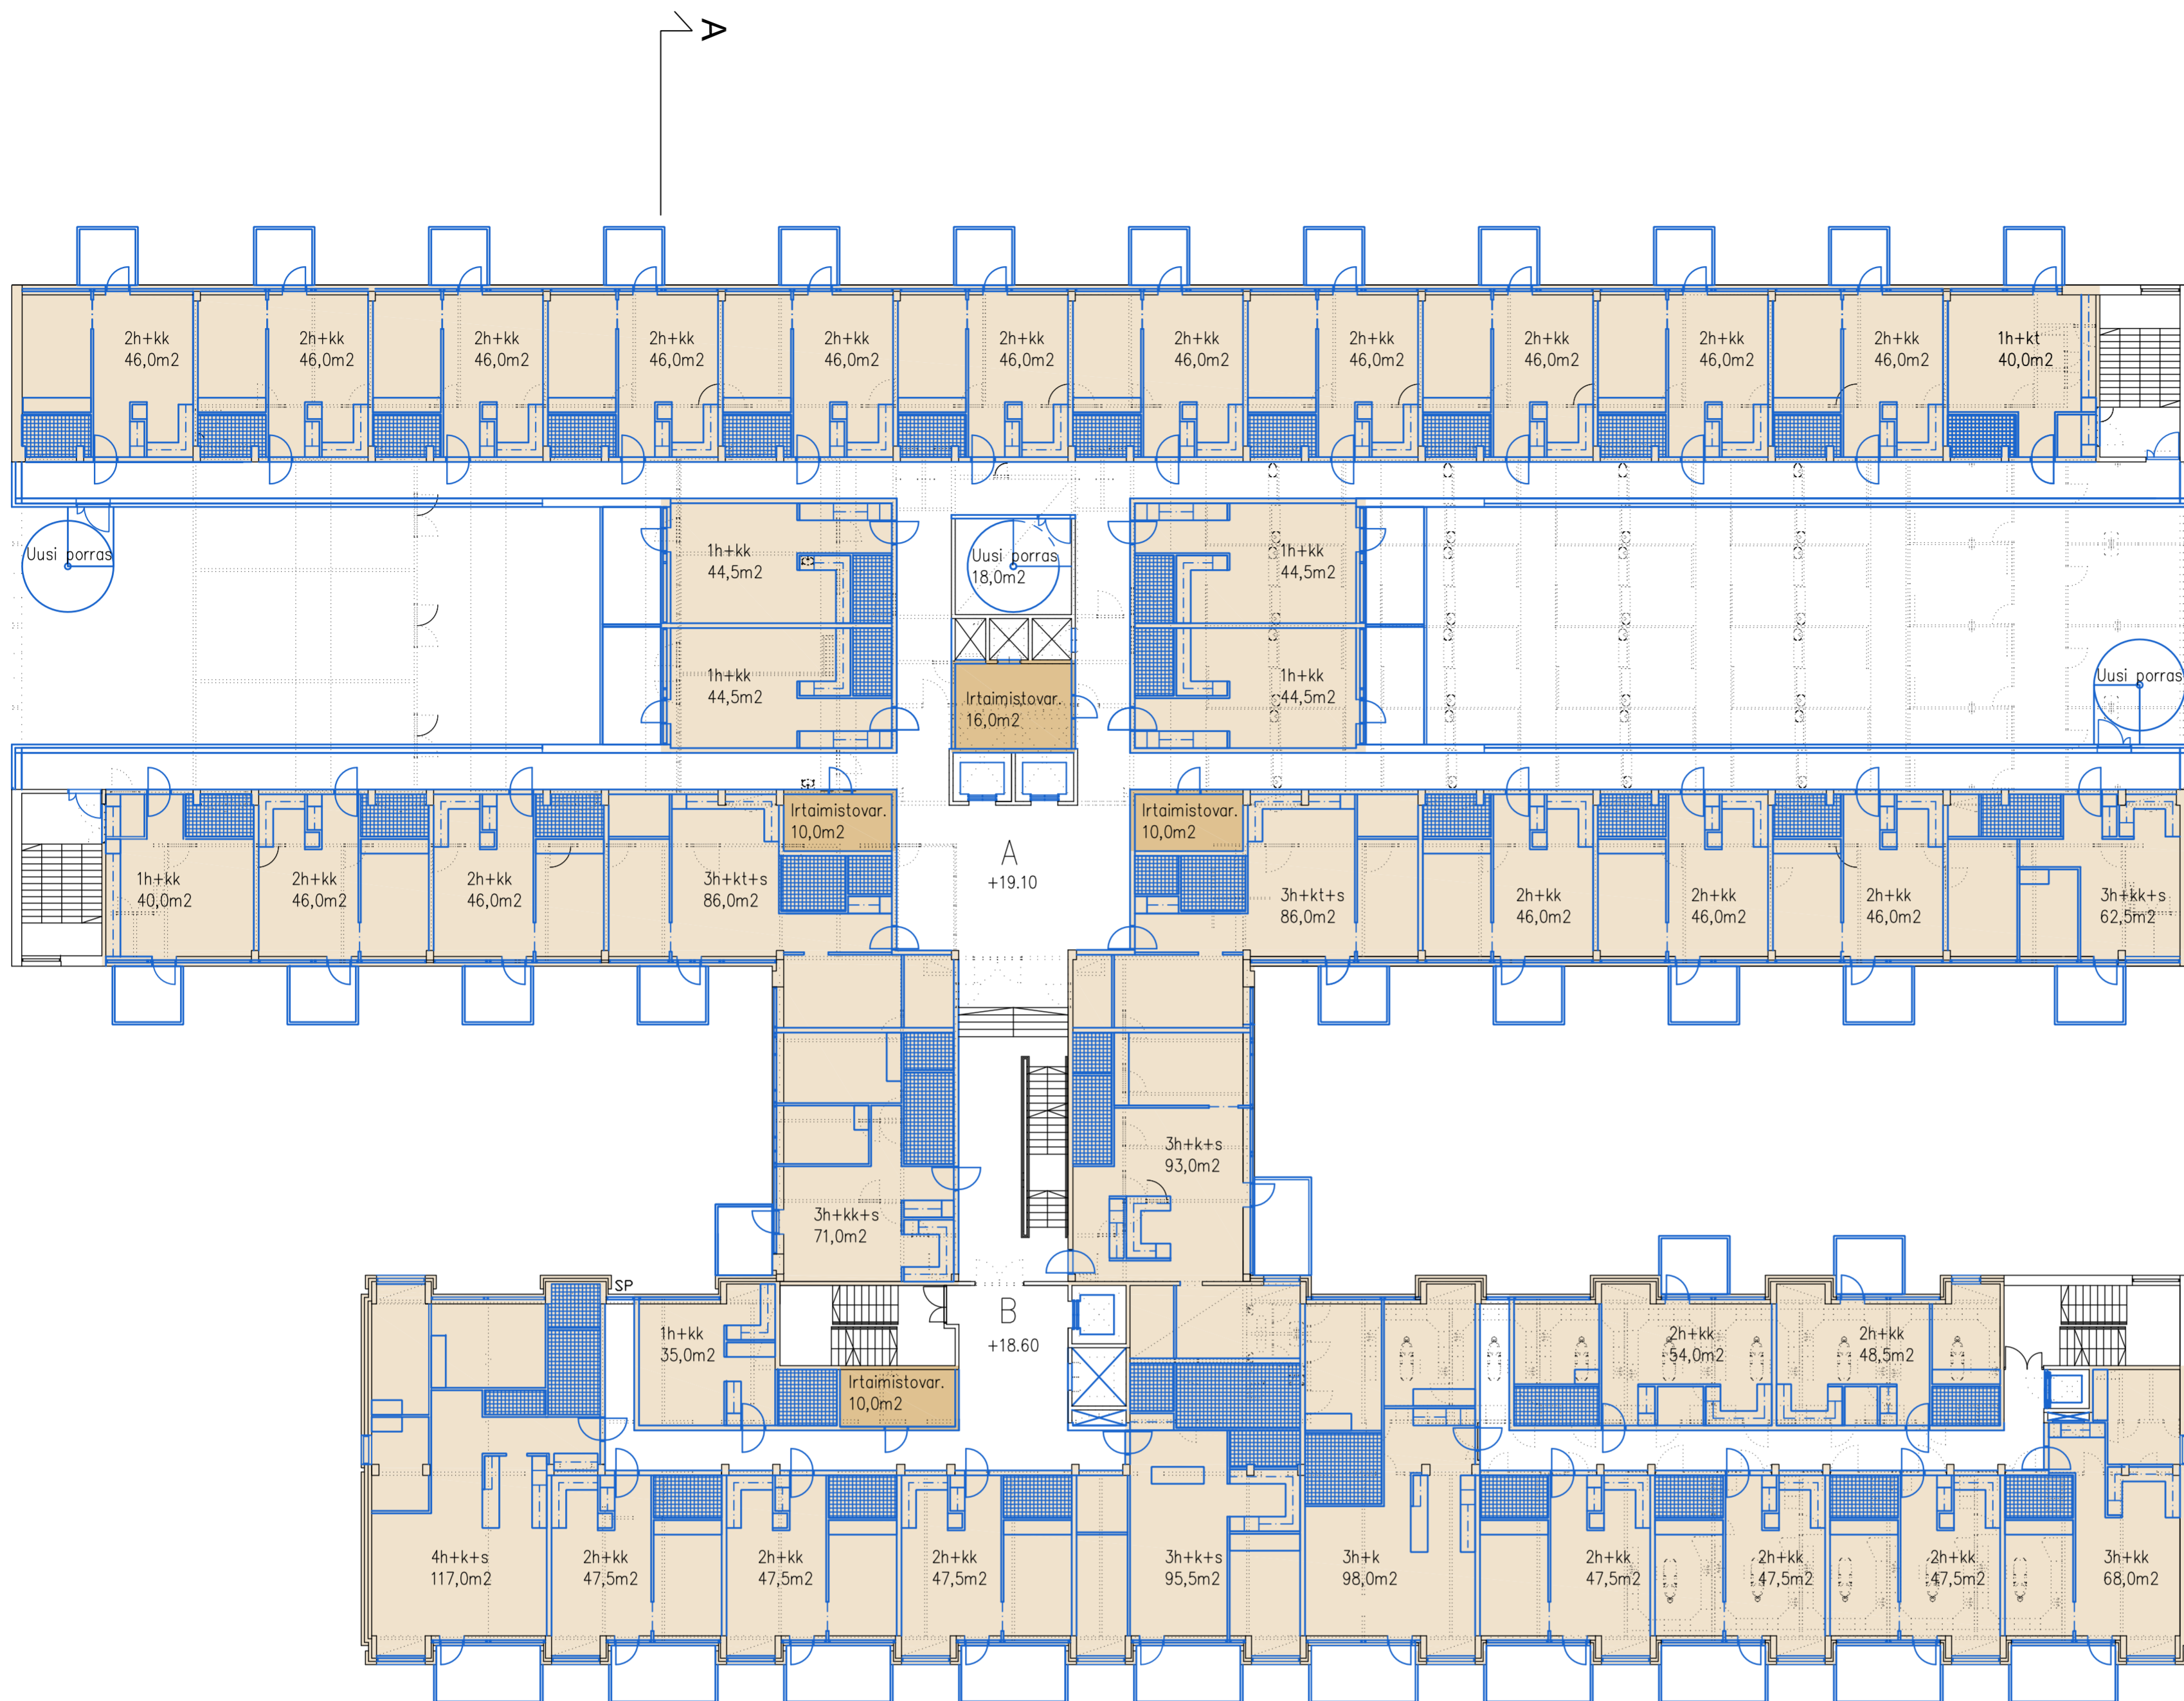 A
2h+kk
46,0m2
2h+kk
46,0m2
2h+kk
46,0m2
2h+kk
46,0m2
2h+kk
46,0m2
2h+kk
46,0m2
2h+kk
46,0m2
2h+kk
46,0m2
2h+kk
46,0m2
2h+kk
46,0m2
2h+kk
46,0m2
1h+kt
40,0m2
Uusi porras
1h+kk
44,5m2
Uusi porras
18,0m2
1h+kk
44,5m2
1h+kk
44,5m2
Irtaimistovar.
16,0m2
1h+kk
44,5m2
Uusi porras
1h+kk
40,0m2
2h+kk
46,0m2
2h+kk
46,0m2
3h+kt+s
86,0m2
Irtaimistovar.
10,0m2
A
+19.10
Irtaimistovar.
10,0m2
3h+kt+s
86,0m2
2h+kk
46,0m2
2h+kk
46,0m2
2h+kk
46,0m2
3h+kk+s
62,5m2
3h+kk+s
71,0m2
3h+k+s
93,0m2
SP
1h+kk
35,0m2
B
+18.60
Irtaimistovar.
10,0m2
2h+kk
54,0m2
2h+kk
48,5m2
4h+k+s
117,0m2
2h+kk
47,5m2
2h+kk
47,5m2
2h+kk
47,5m2
3h+k+s
95,5m2
3h+k
98,0m2
2h+kk
47,5m2
2h+kk
47,5m2
2h+kk
47,5m2
3h+kk
68,0m2